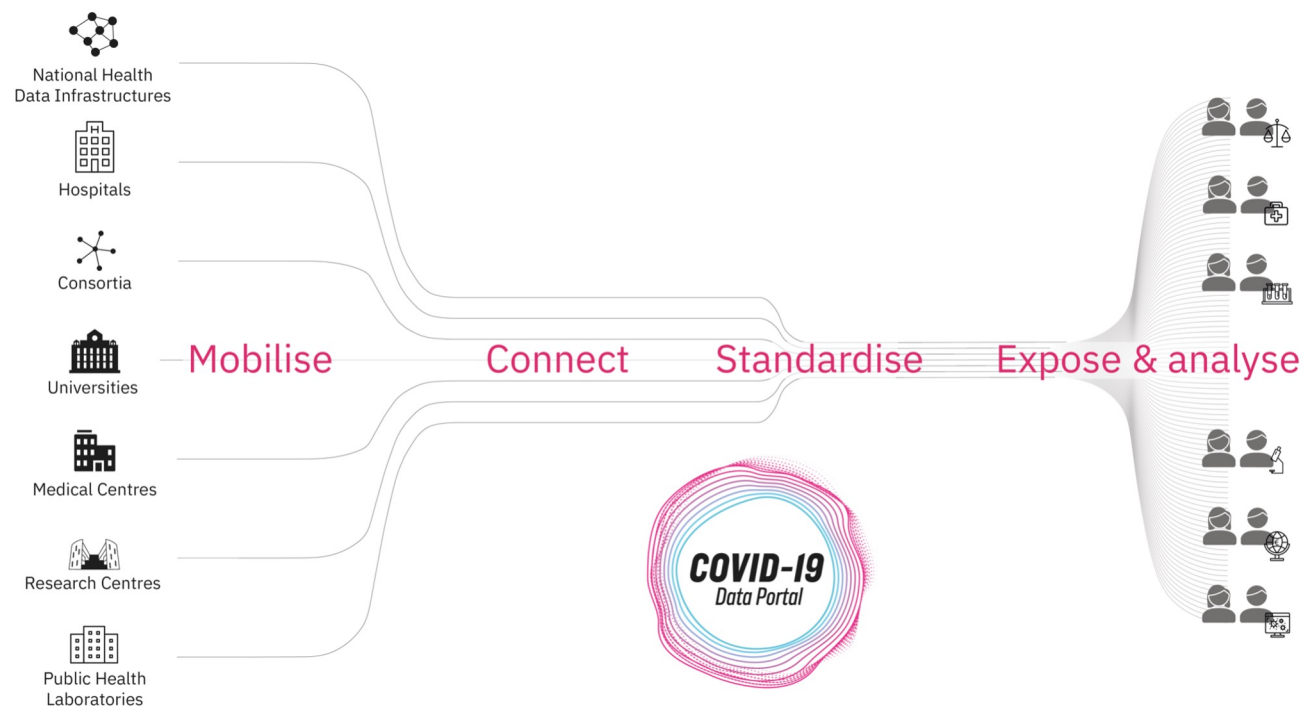 National Health
Data Infrastructures
Hospitals
Consortia
Universities
Medical Centres
Research Centres
Public Health
Laboratories
Mobilise
Connect
Standardise
Expose & analyse
COVID-19
Data Portal